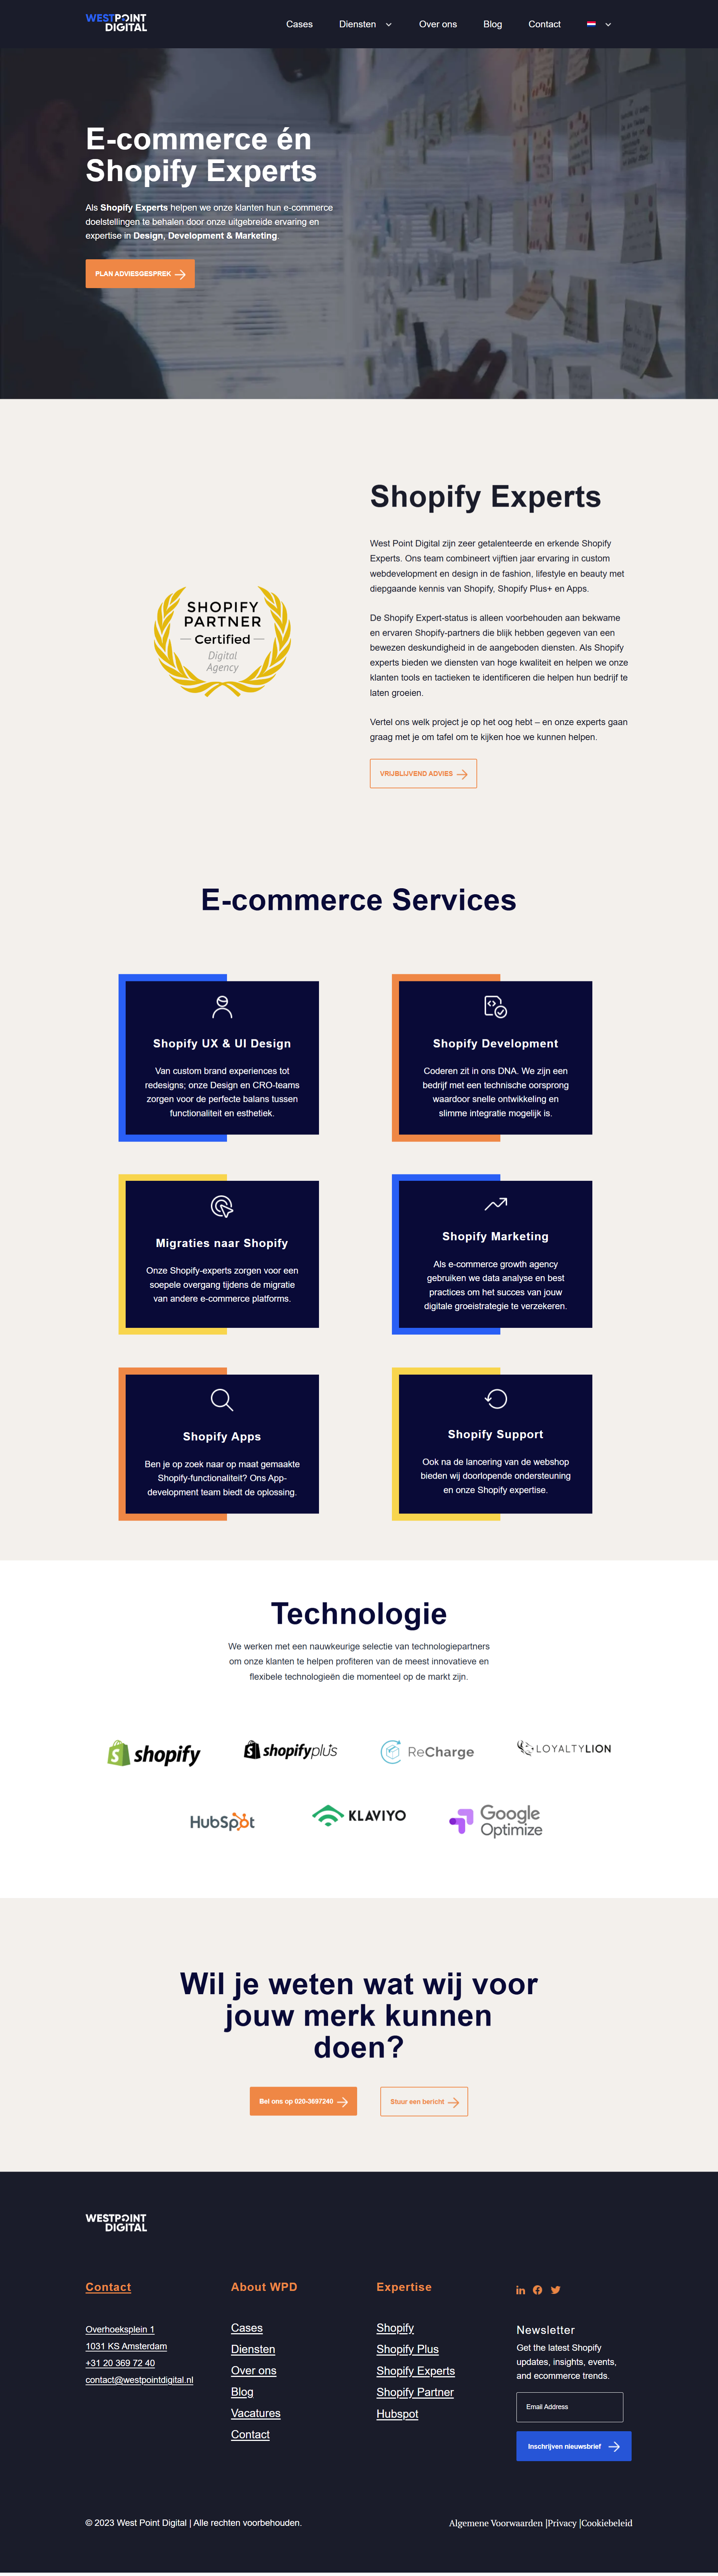 WESTPOINT
DIGITAL
Cases
Diensten
Over ons
Blog
Contact
E-commerce én
Shopify Experts
Als Shopify Experts helpen we onze klanten hun e-commerce
doelstellingen te behalen door onze uitgebreide ervaring en
expertise in Design, Development & Marketing.
PLAN ADVIESGESPREK
SHOPIFY
PARTNER
Certified
Digital
Agency
Shopify Experts
West Point Digital zijn zeer getalenteerde en erkende Shopify
Experts. Ons team combineert vijftien jaar ervaring in custom
webdevelopment en design in de fashion, lifestyle en beauty met
diepgaande kennis van Shopify, Shopify Plus+ en Apps.
De Shopify Expert-status is alleen voorbehouden aan bekwame
en ervaren Shopify-partners die blijk hebben gegeven van een
bewezen deskundigheid in de aangeboden diensten. Als Shopify
experts bieden we diensten van hoge kwaliteit en helpen we onze
klanten tools en tactieken te identificeren die helpen hun bedrijf te
laten groeien.
Vertel ons welk project je op het oog hebt – en onze experts gaan
graag met je om tafel om te kijken hoe we kunnen helpen.
VRIJBLIJVEND ADVIES
E-commerce Services
Shopify UX & UI Design
Van custom brand experiences tot
redesigns; onze Design en CRO-teams
zorgen voor de perfecte balans tussen
functionaliteit en esthetiek.
Shopify Development
Coderen zit in ons DNA. We zijn een
bedrijf met een technische oorsprong
waardoor snelle ontwikkeling en
slimme integratie mogelijk is.
Migraties naar Shopify
Onze Shopify-experts zorgen voor een
soepele overgang tijdens de migratie
van andere e-commerce platforms.
Shopify Marketing
Als e-commerce growth agency
gebruiken we data analyse en best
practices om het succes van jouw
digitale groeistrategie te verzekeren.
Shopify Apps
Ben je op zoek naar op maat gemaakte
Shopify-functionaliteit? Ons App-
development team biedt de oplossing.
Shopify Support
Ook na de lancering van de webshop
bieden wij doorlopende ondersteuning
en onze Shopify expertise.
Technologie
We werken met een nauwkeurige selectie van technologiepartners
om onze klanten te helpen profiteren van de meest innovatieve en
flexibele technologieën die momenteel op de markt zijn.
shopify
shopifyplus
ReCharge
LOYALTYLION
HubSpot
KLAVIYO
Google
Optimize
Wil je weten wat wij voor
jouw merk kunnen
doen?
Bel ons op 020-3697240
Stuur een bericht
WESTPOINT
DIGITAL
Contact
Overhoeksplein 1
1031 KS Amsterdam
+31 20 369 72 40
contact@westpointdigital.nl
About WPD
Cases
Diensten
Over ons
Blog
Vacatures
Contact
Expertise
Shopify
Shopify Plus
Shopify Experts
Shopify Partner
Hubspot
Newsletter
Get the latest Shopify
updates, insights, events,
and ecommerce trends.
Email Address
Inschrijven nieuwsbrief
© 2023 West Point Digital | Alle rechten voorbehouden.
Algemene Voorwaarden |Privacy |Cookiebeleid